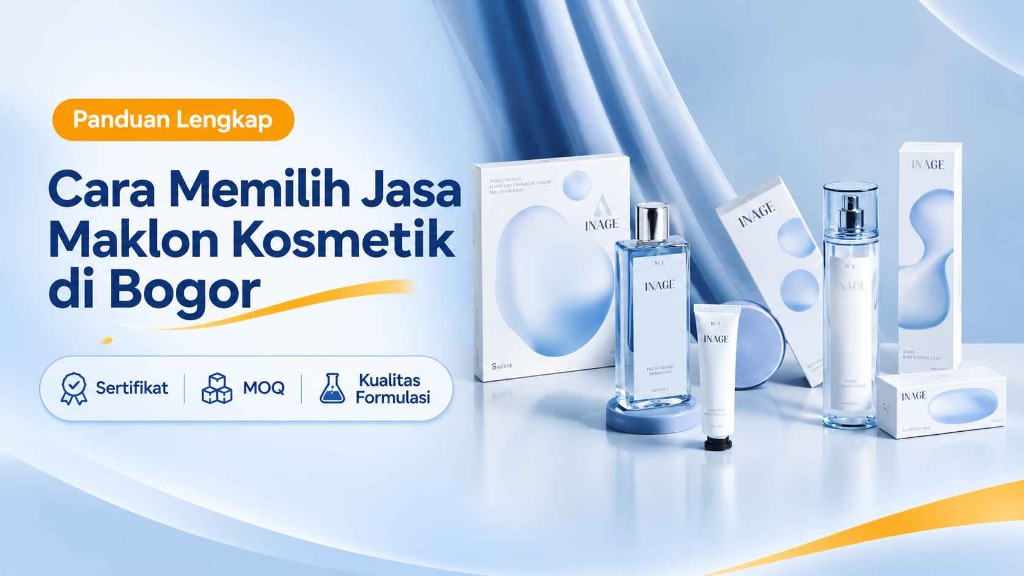 Panduan Lengkap
Cara Memilih Jasa
Maklon Kosmetik
di Bogor
Sertifikat
MOQ
Kualitas
Formulasi
INAGE
INAGE
INAGE
INAGE
INAGE
INAGE
INAGE